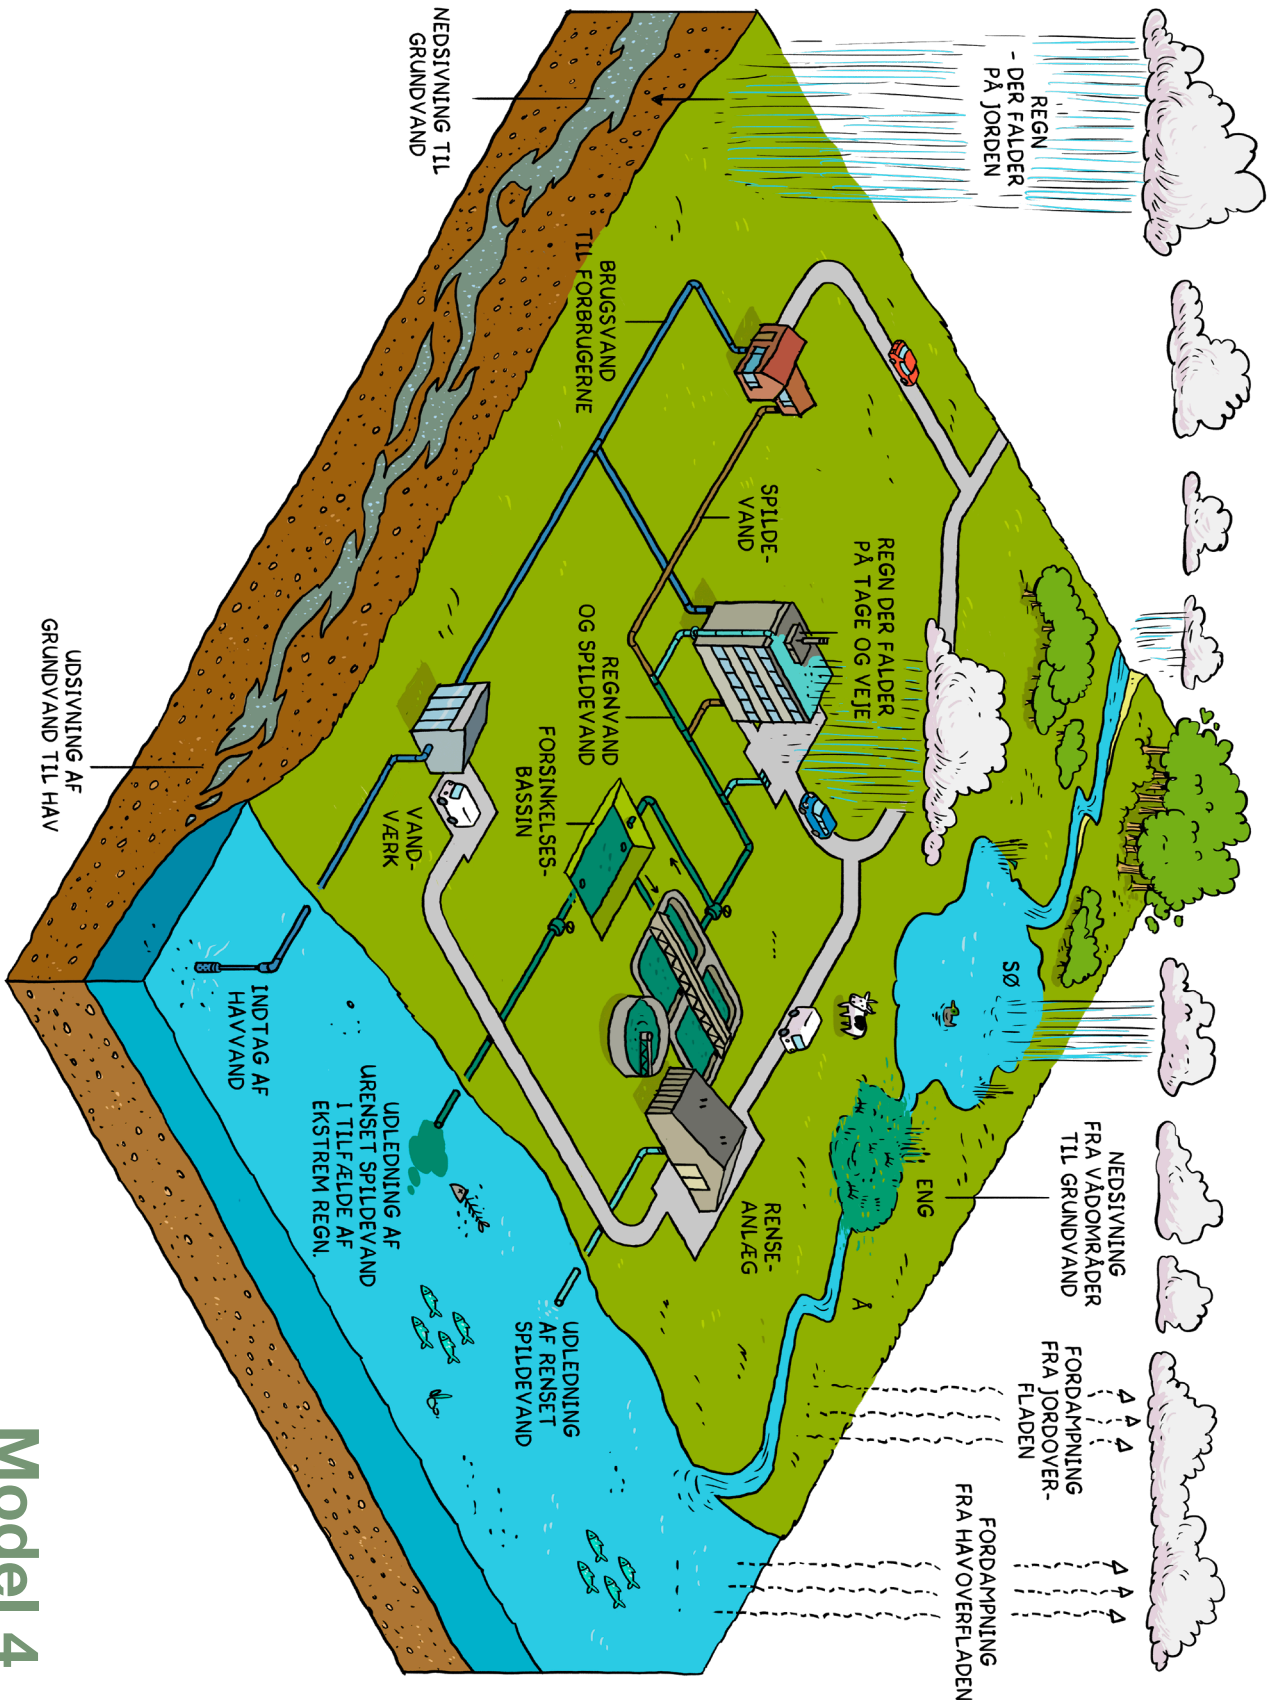 REGN
- DER FALDER
PÅ JORDEN
NEDSIVNING TIL
GRUNDVAND
BRUGSVAND
TIL FORBRUGERNE
SPILDE-
VAND
REGN DER FALDER
PÅ TAGE OG VEJE
REGNVAND
OG SPILDEVAND
FORSINKELSES-
BASSIN
VAND-
VÆRK
UDSIVNING AF
GRUNDVAND TIL HAV
INDTAG AF
HAVVAND
SØ
NEDSIVNING
FRA VÅDOMRÅDER
TIL GRUNDVAND
ENG
RENSE-
ANLÆG
Å
UDLEDNING AF
URENSET SPILDEVAND
I TILFÆLDE AF
EKSTREM REGN.
UDLEDNING
AF RENSET
SPILDEVAND
FORDAMPNING
FRA JORDOVER-
FLADEN
FORDAMPNING
FRA HAVOVERFLADEN
Model 4